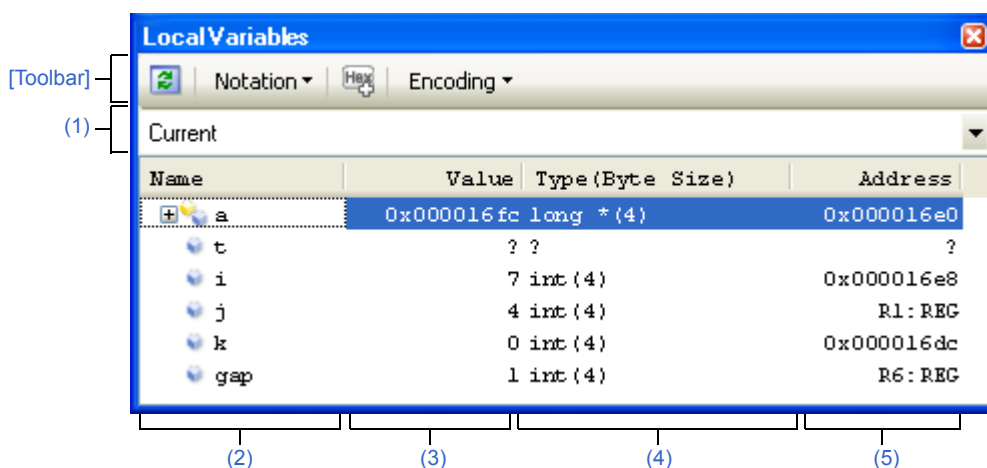 Local Variables
[Toolbar] Notation Hex Encoding
(1) Current
Name Value Type(Byte Size) Address
a 0x000016fc long *(4) 0x000016e0
t ? ? ?
i 7 int(4) 0x000016e8
j 4 int(4) R1:REG
k 0 int(4) 0x000016dc
gap 1 int(4) R6:REG
(2) (3) (4) (5)